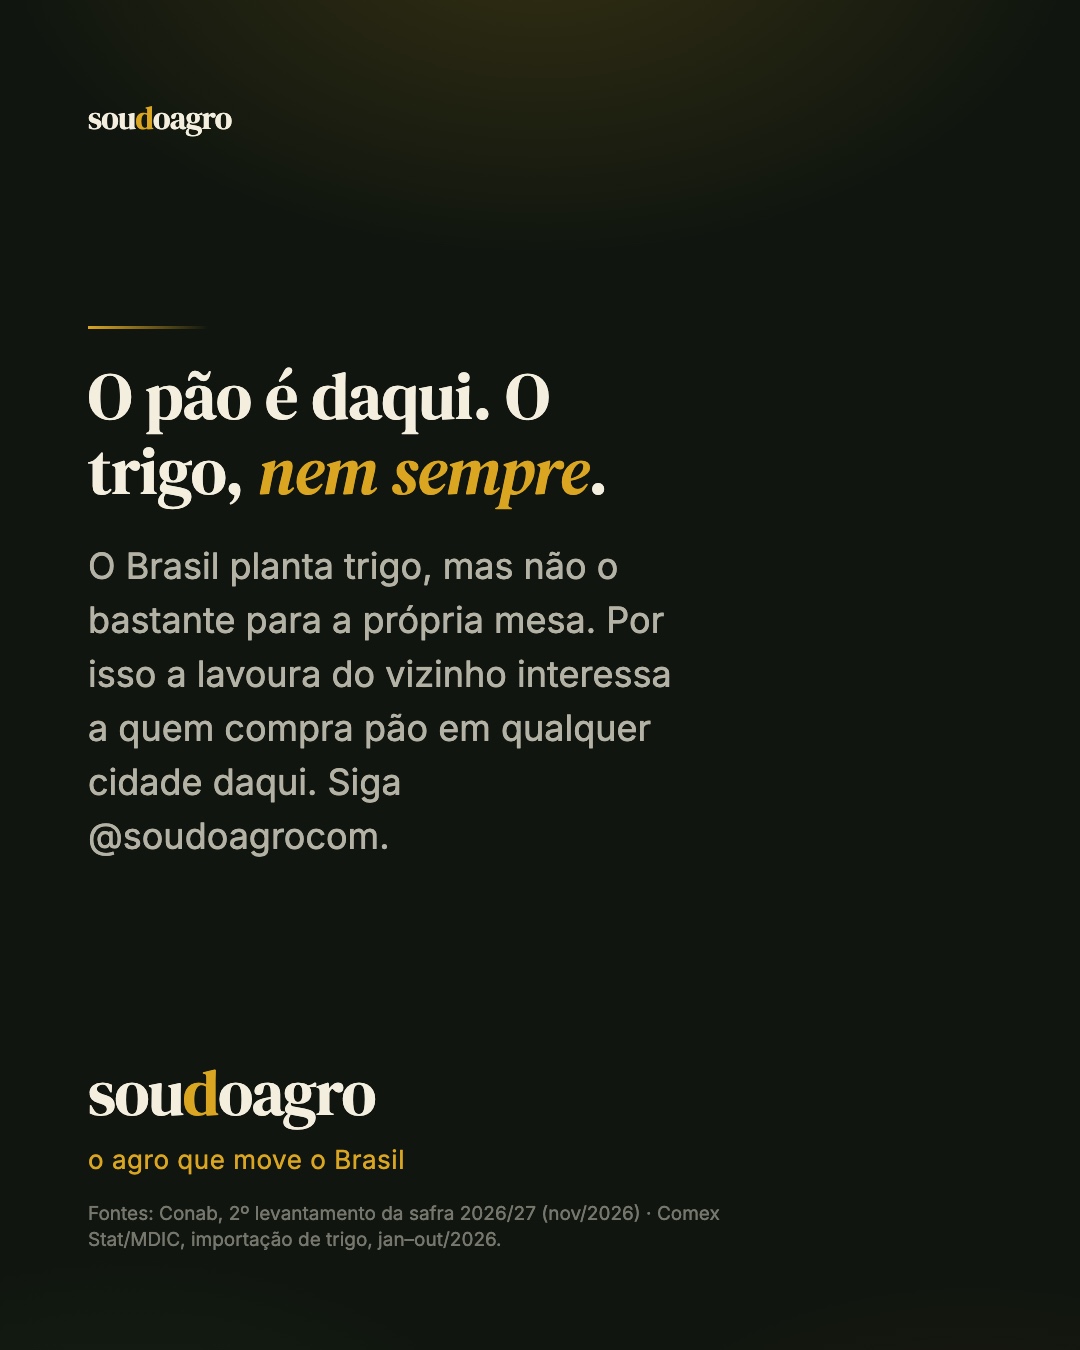 soudoagro
O pão é daqui. O
trigo, nem sempre.
O Brasil planta trigo, mas não o
bastante para a própria mesa. Por
isso a lavoura do vizinho interessa
a quem compra pão em qualquer
cidade daqui. Siga
@soudoagrocom.
soudoagro
o agro que move o Brasil
Fontes: Conab, 2º levantamento da safra 2026/27 (nov/2026) · Comex
Stat/MDIC, importação de trigo, jan–out/2026.